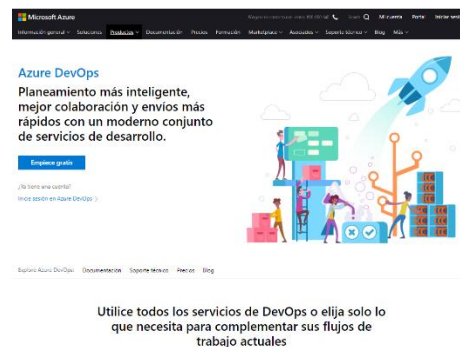 Microsoft Azure
Buscar
Mi cuenta Portal Iniciar sesi
Información general Soluciones Productos Documentación Precios Formación Marketplace Asociados Soporte técnico Blog Más
Azure DevOps
Planeamiento más inteligente,
mejor colaboración y envíos más
rápidos con un moderno conjunto
de servicios de desarrollo.
Empiece gratis
¿Ya tiene una cuenta?
Inicie sesión en Azure DevOps >
Explore Azure DevOps: Documentación Soporte técnico Precios Blog
Utilice todos los servicios de DevOps o elija solo lo
que necesita para complementar sus flujos de
trabajo actuales